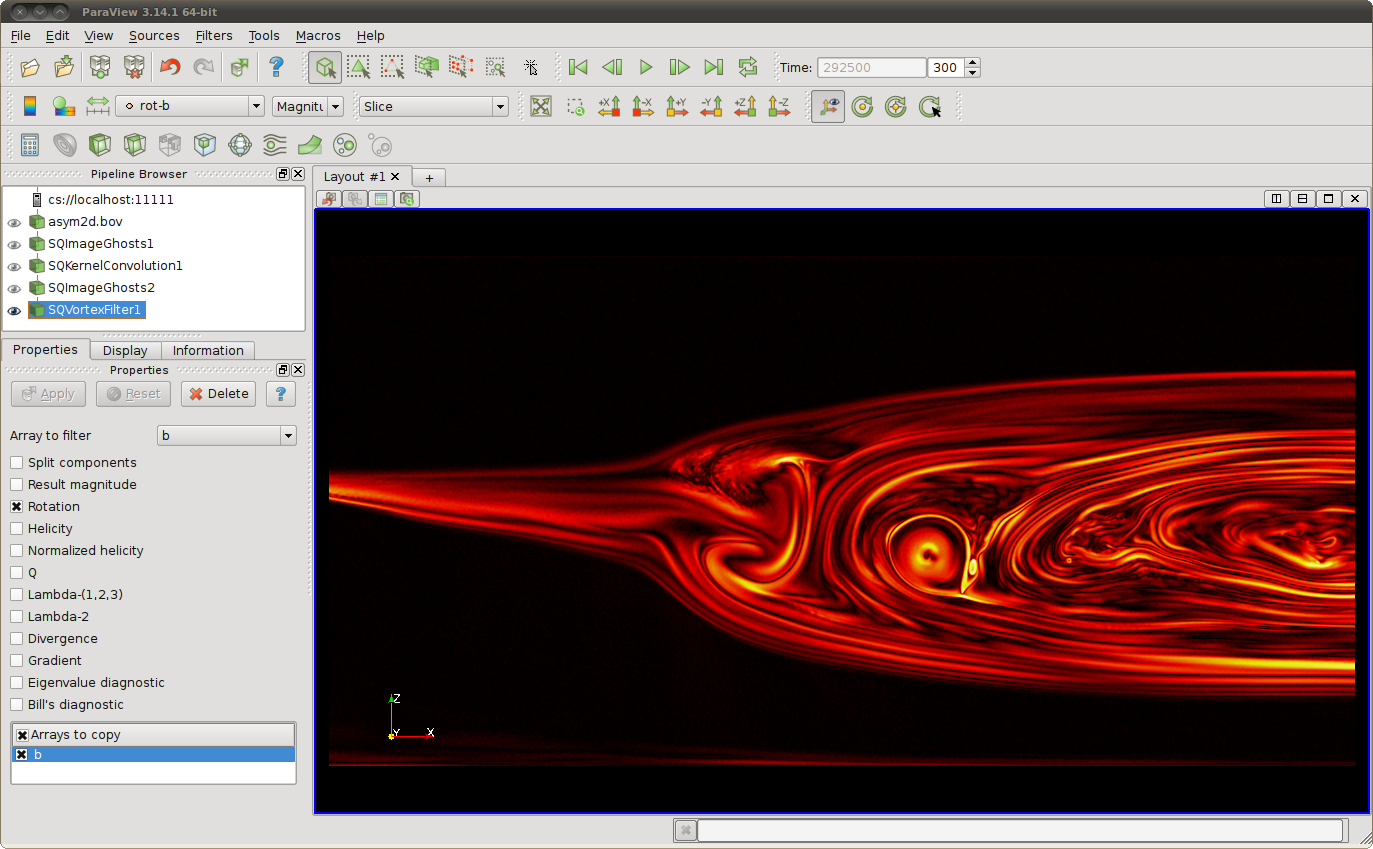 ParaView 3.14.1 64-bit
File Edit View Sources Filters Tools Macros Help
Time: 292500 300
rot-b Magnitu Slice
+X -X +Y -Y +Z -Z
Pipeline Browser
Layout #1
cs://localhost:11111
asym2d.bov
SQImageGhosts1
SQKernelConvolution1
SQImageGhosts2
SQVortexFilter1
Properties Display Information
Properties
Apply Reset Delete ?
Array to filter b
Split components
Result magnitude
Rotation
Helicity
Normalized helicity
Q
Lambda-(1,2,3)
Lambda-2
Divergence
Gradient
Eigenvalue diagnostic
Bill's diagnostic
Arrays to copy
b
Z
Y X